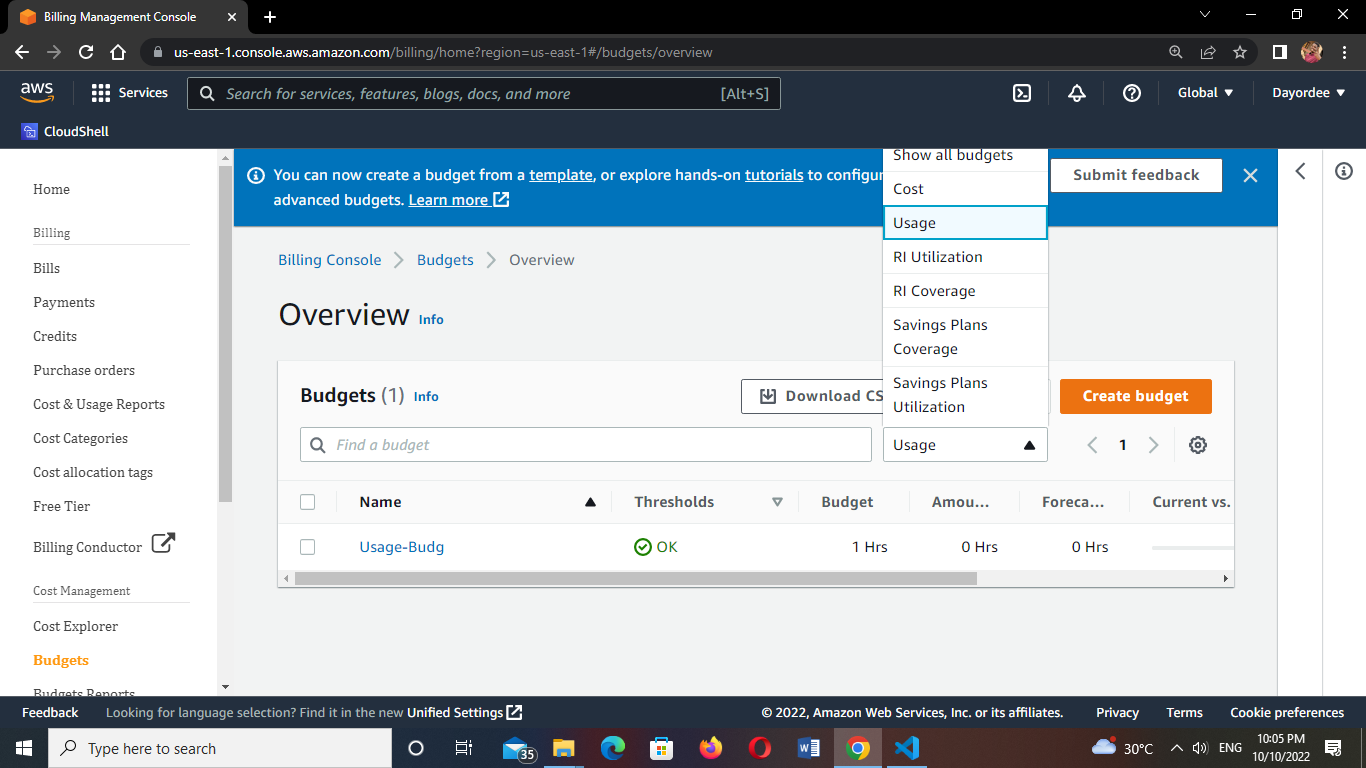 Billing Management Console
us-east-1.console.aws.amazon.com/billing/home?region=us-east-1#/budgets/overview
aws
Services
Search for services, features, blogs, docs, and more
[Alt+S]
Global
Dayordee
CloudShell
Home
Billing
Bills
Payments
Credits
Purchase orders
Cost & Usage Reports
Cost Categories
Cost allocation tags
Free Tier
Billing Conductor
Cost Management
Cost Explorer
Budgets
Budgets Reports
You can now create a budget from a template, or explore hands-on tutorials to configur
advanced budgets. Learn more
Submit feedback
Billing Console
Budgets
Overview
Overview Info
Show all budgets
Cost
Usage
RI Utilization
RI Coverage
Savings Plans
Coverage
Savings Plans
Utilization
Budgets (1) Info
Download CS
Create budget
Find a budget
Usage
1
Name
Thresholds
Budget
Amou...
Foreca...
Current vs.
Usage-Budg
OK
1 Hrs
0 Hrs
0 Hrs
Feedback
Looking for language selection? Find it in the new Unified Settings
© 2022, Amazon Web Services, Inc. or its affiliates.
Privacy
Terms
Cookie preferences
Type here to search
35
30°C
ENG
10:05 PM
10/10/2022